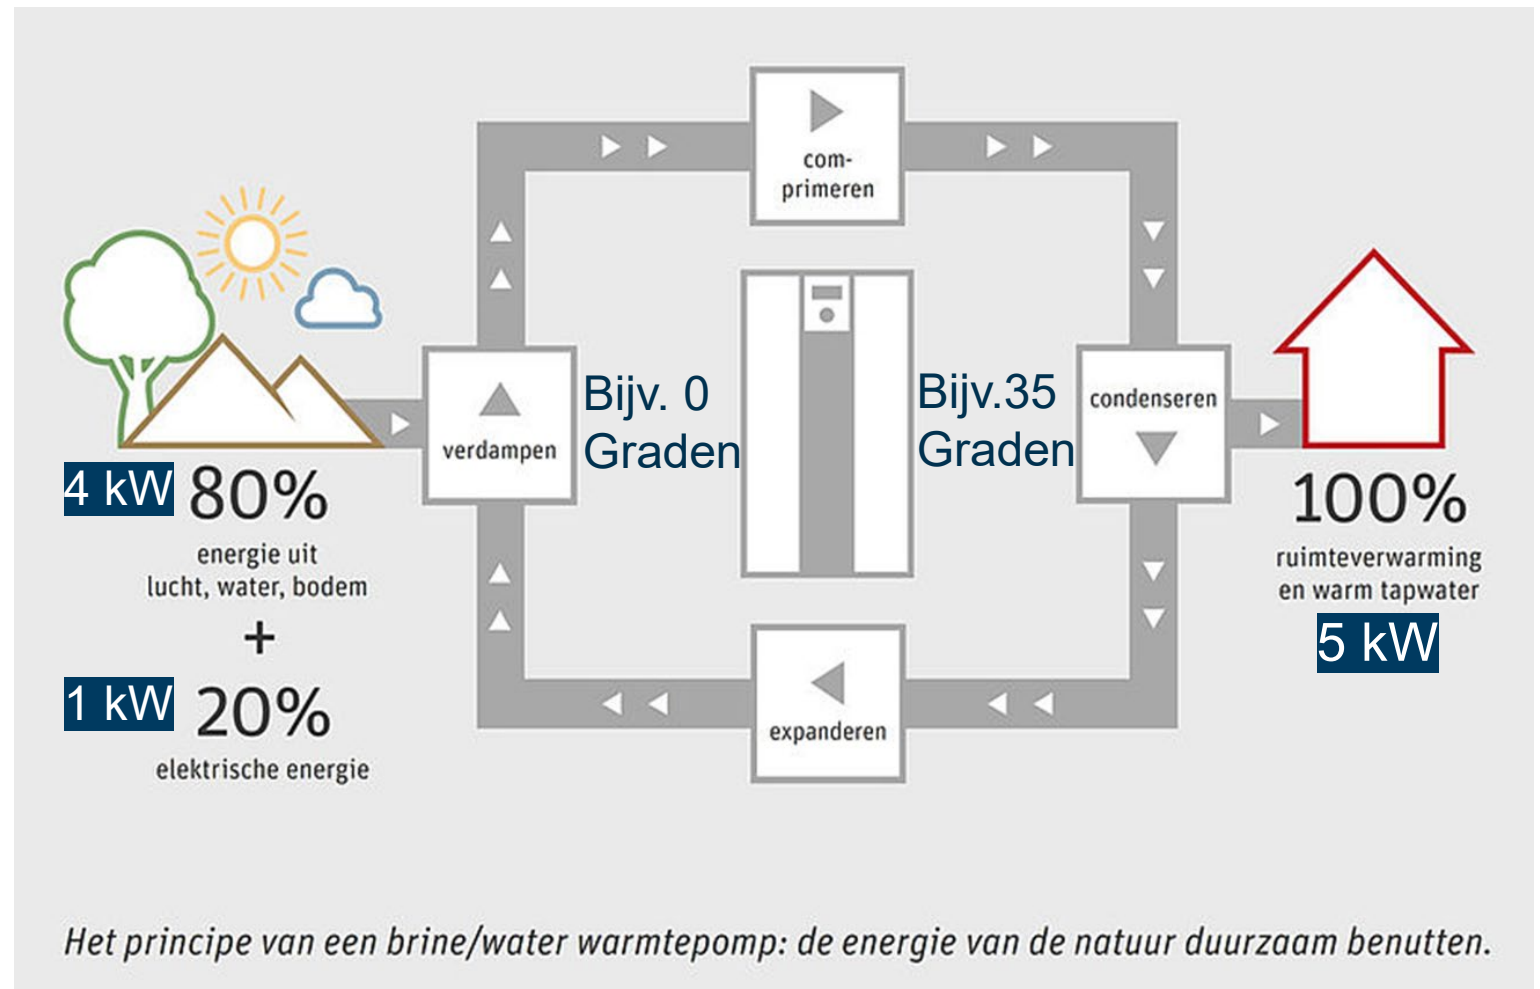 com-
primeren
verdampen
Bijv. 0
Graden
Bijv.35
Graden
condenseren
4 kW 80%
energie uit
lucht, water, bodem
+
1 kW 20%
elektrische energie
100%
ruimteverwarming
en warm tapwater
5 kW
expanderen
Het principe van een brine/water warmtepomp: de energie van de natuur duurzaam benutten.